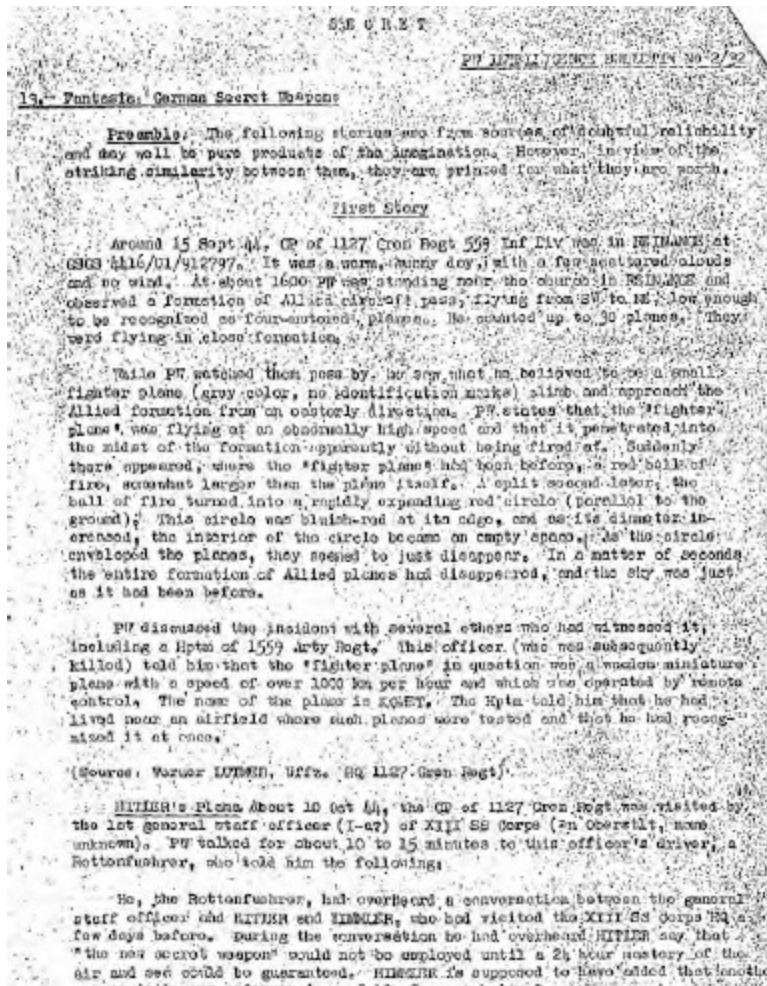 S E C R E T
PW INTELLIGENCE BULLETIN No 2/32
13.- Fantasia: German Secret Weapons
Preamble. The following stories are from sources of doubtful reliability
and may well be pure products of the imagination. However, in view of the
striking similarity between them, they are printed for what they are worth.
First Story
Around 15 Sept 44, CP of 1127 Gren Regt 559 Inf Div was in at
GSGS 4416/U1/912797. It was a warm, sunny day, with a few scattered clouds
and no wind. At about 1600 PW was standing near the church in and
observed a formation of Allied aircraft pass, flying from SW to NE, low enough
to be recognized as four-motored planes. He counted up to 30 planes. They
were flying in close formation.
While PW watched them pass by, he saw what he believed to be a small
fighter plane (grey color, no identification marks) climb and approach the
Allied formation from an easterly direction. PW states that the "fighter
plane" was flying at an abnormally high speed and that it penetrated into
the midst of the formation apparently without being fired at. Suddenly
there appeared, where the "fighter plane" had been before, a red ball of
fire, somewhat larger than the plane itself. A split second later, the
ball of fire turned into a rapidly expanding red circle (parallel to the
ground); This circle was bluish-red at its edge, and as its diameter in-
creased, the interior of the circle became an empty space. As the circle
enveloped the planes, they seemed to just disappear. In a matter of seconds
the entire formation of Allied planes had disappeared, and the sky was just
as it had been before.
PW discussed the incident with several others who had witnessed it,
including a Hptm of 1559 Arty Regt. This officer (who was subsequently
killed) told him that the "fighter plane" in question was a miniature
plane with a speed of over 1000 km per hour and which was operated by remote
control. The name of the plane is KOMET. The Hptm told him that he had
lived near an airfield where such planes were tested and that he had recog-
nized it at once.
(Source: Werner Uffz. HQ 1127 Gren Regt)
HITLER's Plans About 10 Oct 44, the CP of 1127 Gren Regt was visited by
the 1st general staff officer (I-a?) of XIII SS Corps (an Oberstlt, name
unknown). PW talked for about 10 to 15 minutes to this officer's driver, a
Rottenfuehrer, who told him the following:
He, the Rottenfuehrer, had overheard a conversation between the general
staff officer and HITLER and HIMMLER, who had visited the XIII SS Corps HQ a
few days before. During the conversation he had overheard HITLER say that
"the new secret weapon" would not be employed until a 24 hour mastery of the
air and sea could be guaranteed. HIMMLER is supposed to have added that